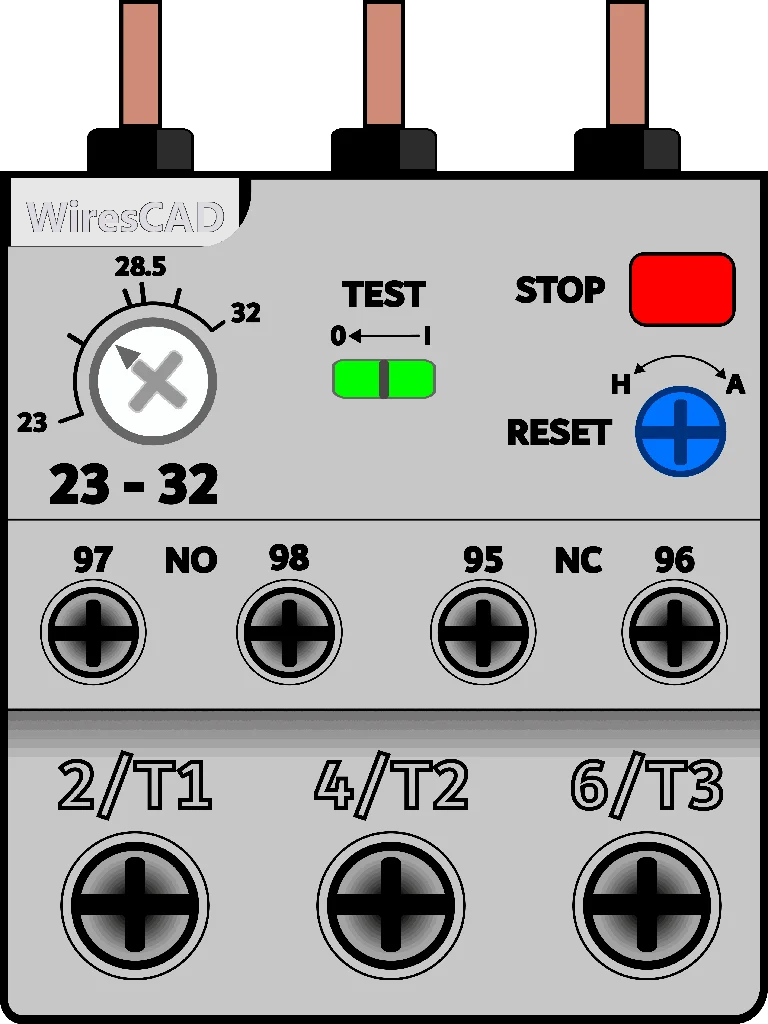 WiresCAD
28.5
32
23
23 - 32
TEST
0 I
STOP
H A
RESET
97 NO 98 95 NC 96
2/T1 4/T2 6/T3